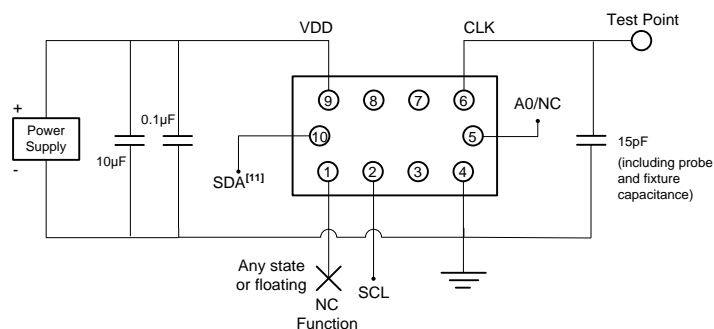 VDD
CLK
Test Point
+
Power
Supply
-
10µF
0.1µF
9
8
7
6
10
5
1
2
3
4
A0/NC
SDA[11]
15pF
(including probe
and fixture
capacitance)
Any state
or floating
NC
Function
SCL